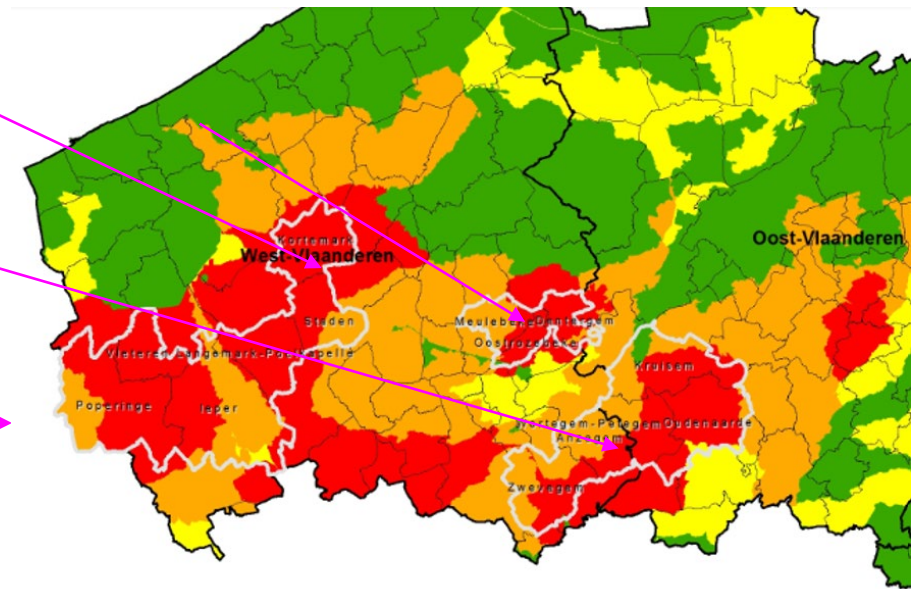 Oost-Vlaanderen
Kortemark
West-Vlaanderen
Staden
Meulebeke Dentergem
Oostrozebeke
Vleteren Langemark-Poelkapelle
Kruisem
Poperinge
Ieper
Wortegem-Petegem Oudenaarde
Anzegem
Zwevegem